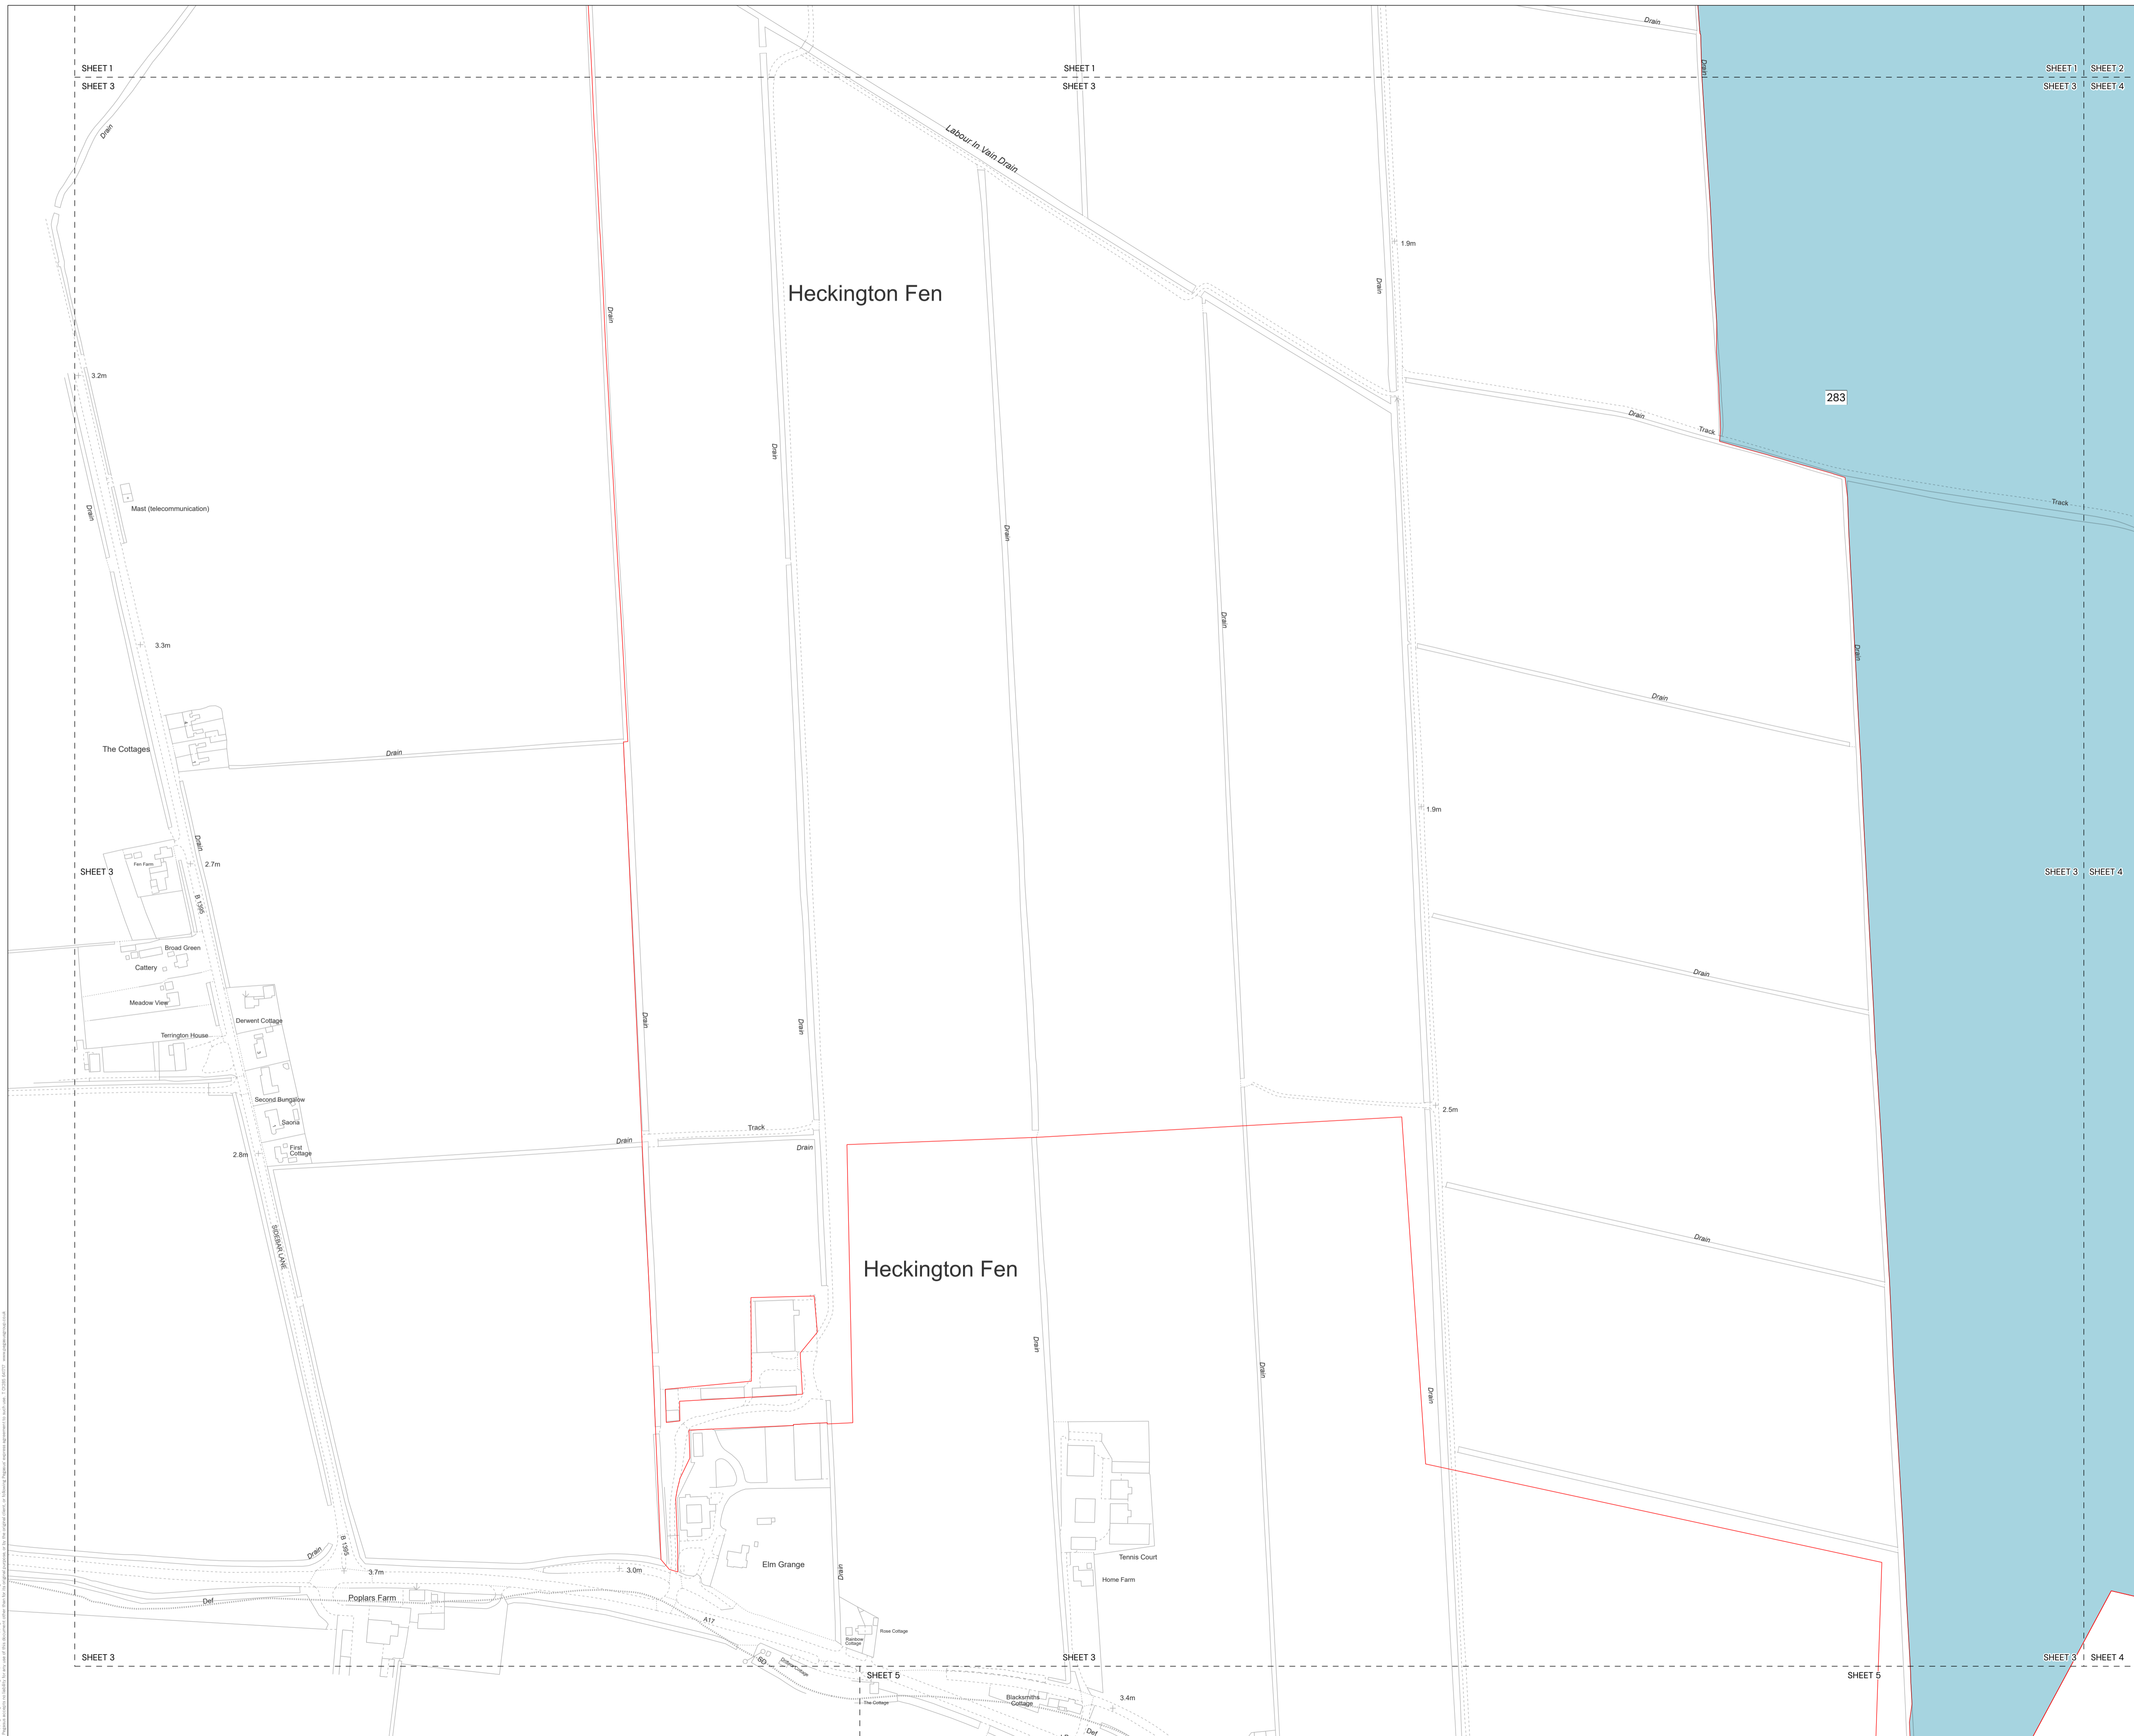 Drain
Drain
SHEET 1
SHEET 1
SHEET 1
SHEET 2
SHEET 3
SHEET 3
SHEET 3
SHEET 4
Drain
Labour In Vain Drain
1.9m
Drain
Heckington Fen
Drain
3.2m
283
Drain
Track
Drain
Track
Mast (telecommunication)
Drain
Drain
Drain
Drain
3.3m
Drain
Drain
The Cottages
Drain
1.9m
Drain
Fen Farm
2.7m
SHEET 3
SHEET 3
SHEET 4
B 1395
Broad Green
Cattery
Drain
Meadow View
Derwent Cottage
Drain
Drain
Terrington House
Second Bungalow
2.5m
Saona
Track
Drain
Drain
First
Cottage
2.8m
SIDEBAR LANE
Drain
Heckington Fen
Drain
Drain
Drain
B 1395
Drain
Tennis Court
Elm Grange
3.7m
3.0m
Drain
Home Farm
Poplars Farm
Def
A17
Rose Cottage
Rainbow
Cottage
SHEET 3
SHEET 3
SHEET 3
SHEET 4
SD
SHEET 5
SHEET 5
The Cottage
Blacksmiths
Cottage
3.4m
Def